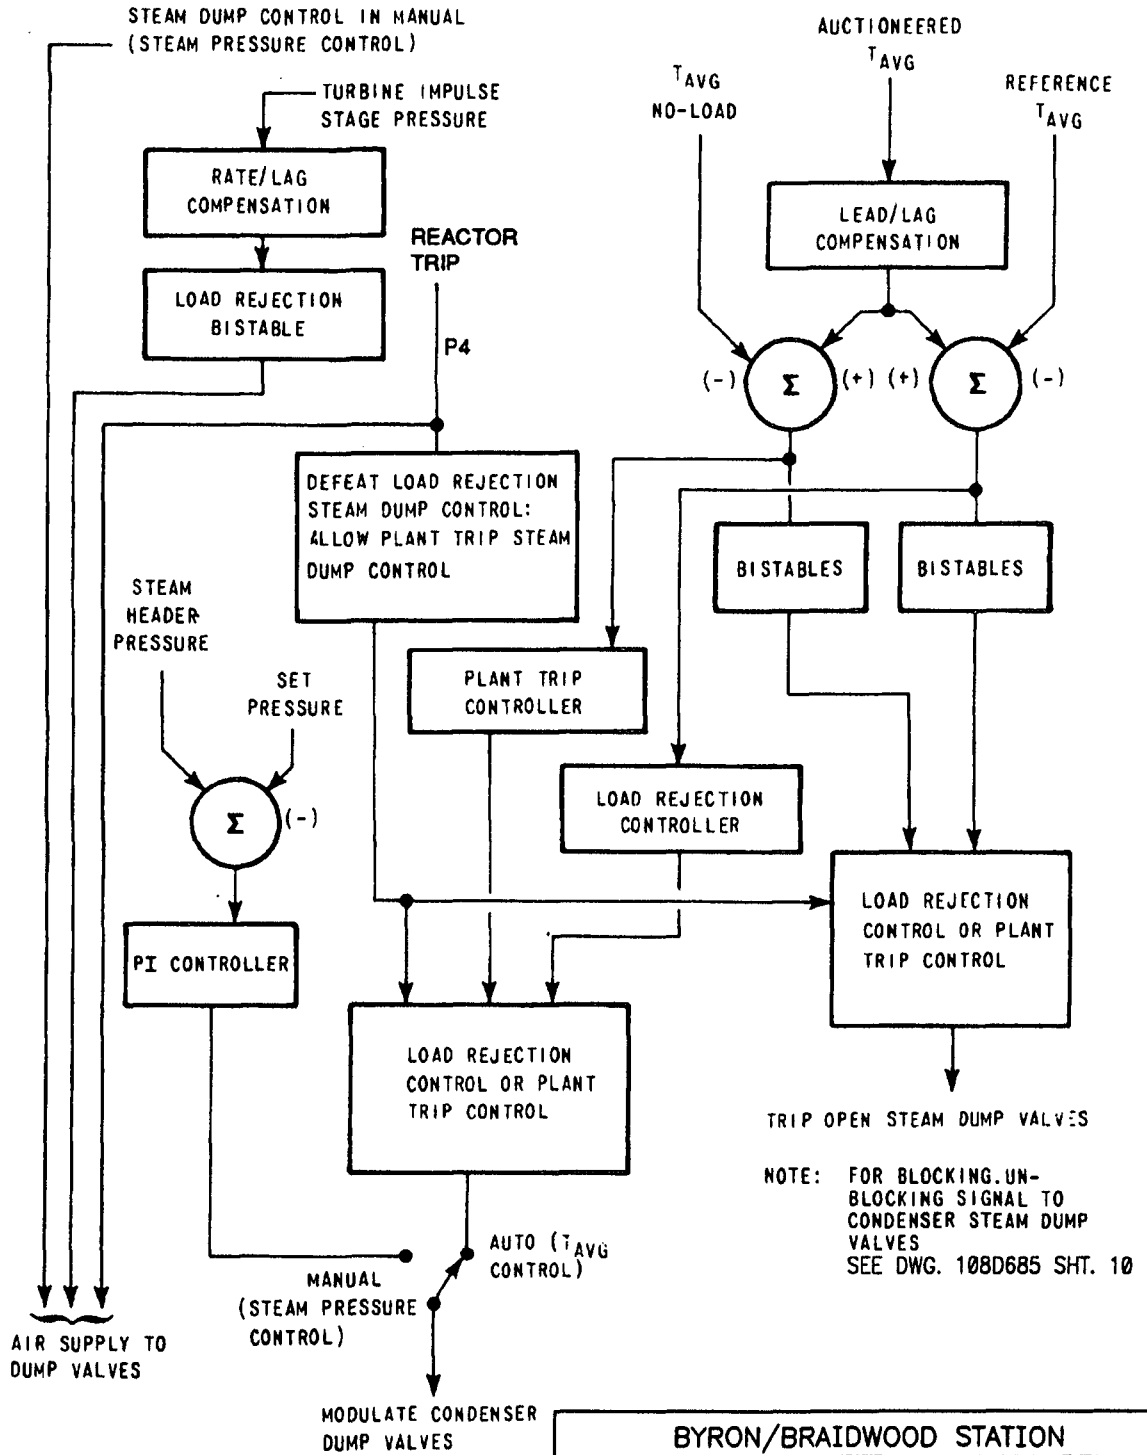 STEAM DUMP CONTROL IN MANUAL
(STEAM PRESSURE CONTROL)
TURBINE IMPULSE
STAGE PRESSURE
RATE/LAG
COMPENSATION
LOAD REJECTION
BISTABLE
REACTOR
TRIP
P4
AUCTIONEERED
TAVG
TAVG
NO-LOAD
REFERENCE
TAVG
LEAD/LAG
COMPENSATION
(-)
Σ
(+)
(+)
Σ
(-)
DEFEAT LOAD REJECTION
STEAM DUMP CONTROL:
ALLOW PLANT TRIP STEAM
DUMP CONTROL
BISTABLES
BISTABLES
STEAM
HEADER
PRESSURE
SET
PRESSURE
PLANT TRIP
CONTROLLER
LOAD REJECTION
CONTROLLER
Σ
(-)
PI CONTROLLER
LOAD REJECTION
CONTROL OR PLANT
TRIP CONTROL
LOAD REJECTION
CONTROL OR PLANT
TRIP CONTROL
TRIP OPEN STEAM DUMP VALVES
NOTE: FOR BLOCKING.UN-
BLOCKING SIGNAL TO
CONDENSER STEAM DUMP
VALVES
SEE DWG. 108D685 SHT. 10
AUTO (TAVG
CONTROL)
MANUAL
(STEAM PRESSURE
CONTROL)
AIR SUPPLY TO
DUMP VALVES
MODULATE CONDENSER
DUMP VALVES
BYRON/BRAIDWOOD STATION